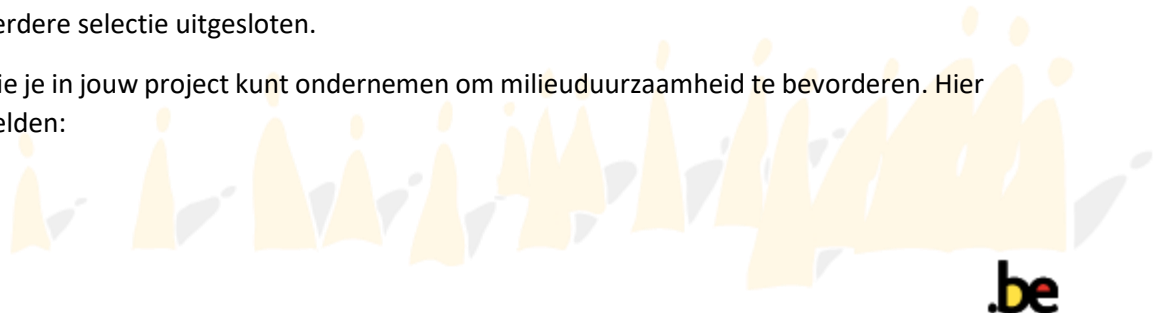 erdere selectie uitgesloten.
ie je in jouw project kunt ondernemen om milieuduurzaamheid te bevorderen. Hier
elden:
.be